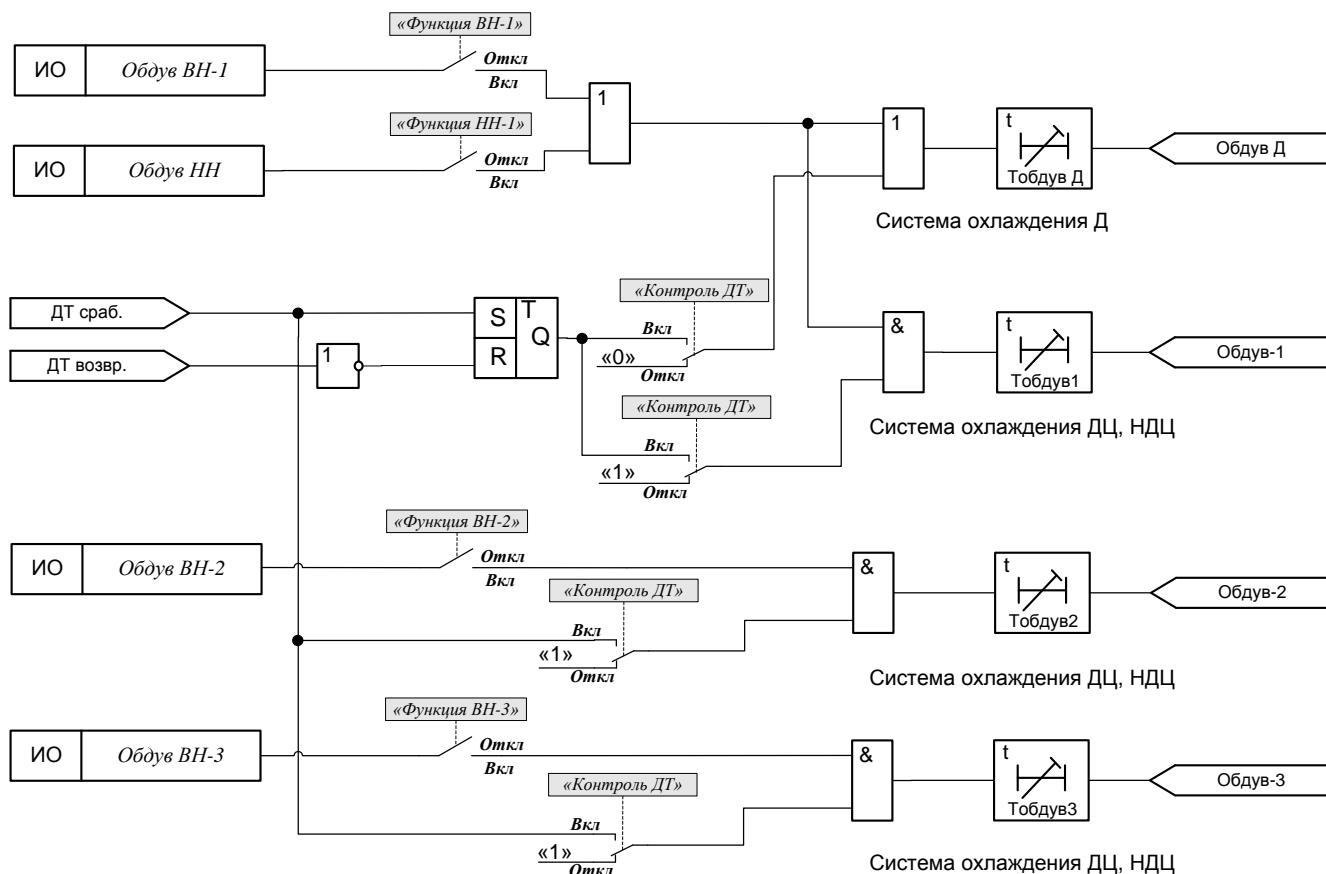 «Функция ВН-1»
ИО Обдув ВН-1
Откл
Вкл
1
1
t
Тобдув Д
Обдув Д
«Функция НН-1»
ИО Обдув НН
Откл
Вкл
Система охлаждения Д
«Контроль ДТ»
ДТ сраб.
S T
Q
R
Вкл
«0»
Откл
&
t
Тобдув1
Обдув-1
ДТ возвр.
1
«Контроль ДТ»
Система охлаждения ДЦ, НДЦ
Вкл
«1»
Откл
«Функция ВН-2»
ИО Обдув ВН-2
Откл
Вкл
&
t
Тобдув2
Обдув-2
«Контроль ДТ»
Вкл
«1»
Откл
Система охлаждения ДЦ, НДЦ
«Функция ВН-3»
ИО Обдув ВН-3
Откл
Вкл
&
t
Тобдув3
Обдув-3
«Контроль ДТ»
Вкл
«1»
Откл
Система охлаждения ДЦ, НДЦ